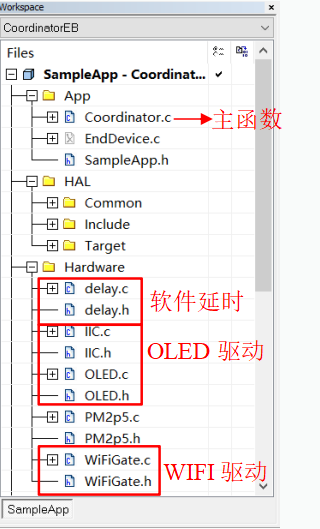 Workspace
CoordinatorEB
Files
SampleApp - Coordinat...
App
Coordinator.c 主函数
EndDevice.c
SampleApp.h
HAL
Common
Include
Target
Hardware
delay.c
软件延时
delay.h
IIC.c
IIC.h
OLED 驱动
OLED.c
OLED.h
PM2p5.c
PM2p5.h
WiFiGate.c
WIFI 驱动
WiFiGate.h
SampleApp